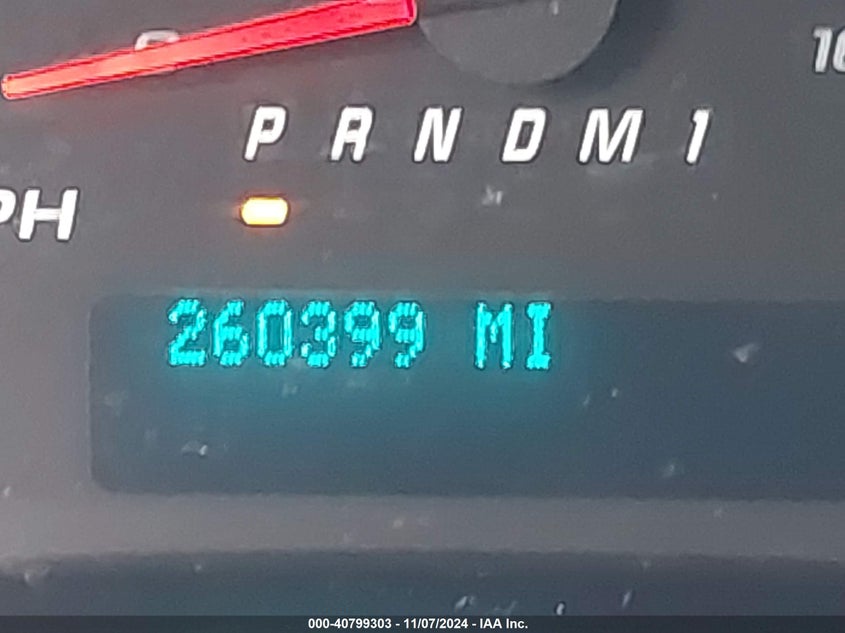 P R N D M 1
PH
260399 MI
000-40799303 - 11/07/2024 - IAA Inc.